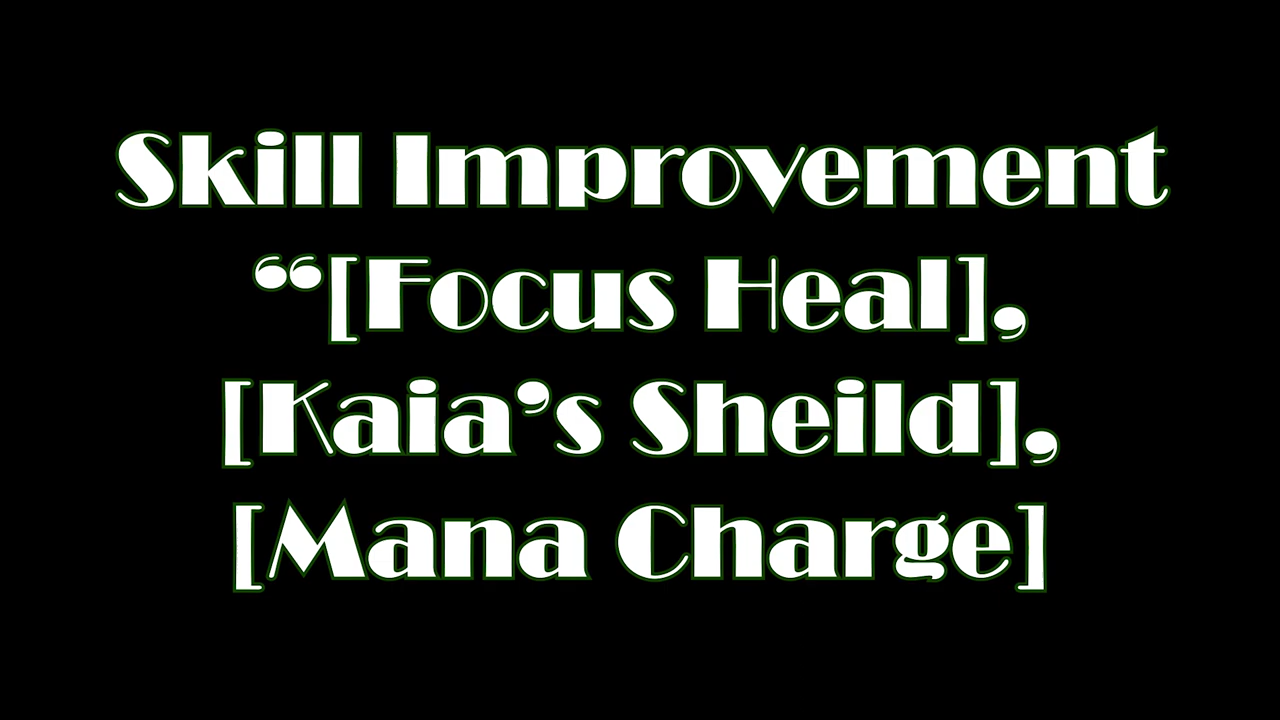 Skill Improvement
“[Focus Heal],
[Kaia’s Sheild],
[Mana Charge]